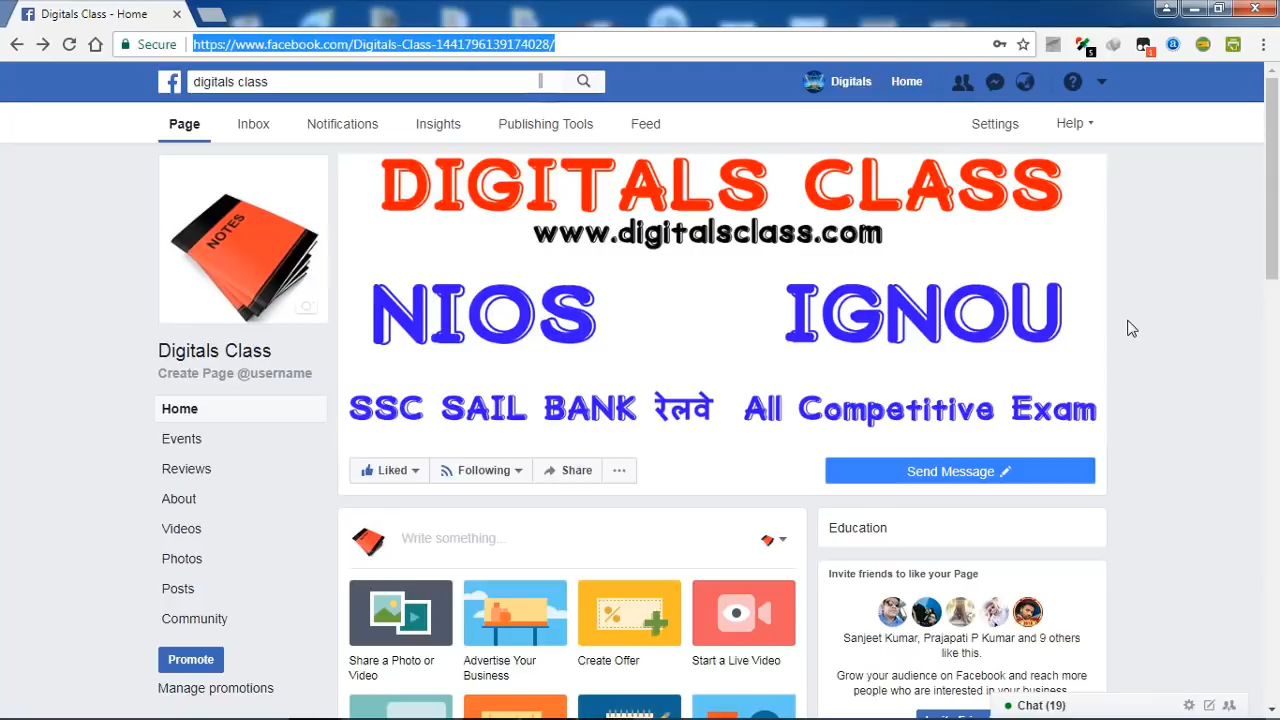 Digitals Class - Home
Secure
https://www.facebook.com/Digitals-Class-1441796139174028/
5
1
digitals class
Digitals
Home
Page
Inbox
Notifications
Insights
Publishing Tools
Feed
Settings
Help
NOTES
DIGITALS CLASS
www.digitalsclass.com
NIOS IGNOU
SSC SAIL BANK रेलवे All Competitive Exam
Digitals Class
Create Page @username
Home
Events
Reviews
About
Videos
Photos
Posts
Community
Promote
Manage promotions
Liked
Following
Share
Send Message
Write something...
Share a Photo or
Video
Advertise Your
Business
Create Offer
Start a Live Video
Education
Invite friends to like your Page
Sanjeet Kumar, Prajapati P Kumar and 9 others
like this.
Grow your audience on Facebook and reach more
people who are interested in your business.
Chat (19)